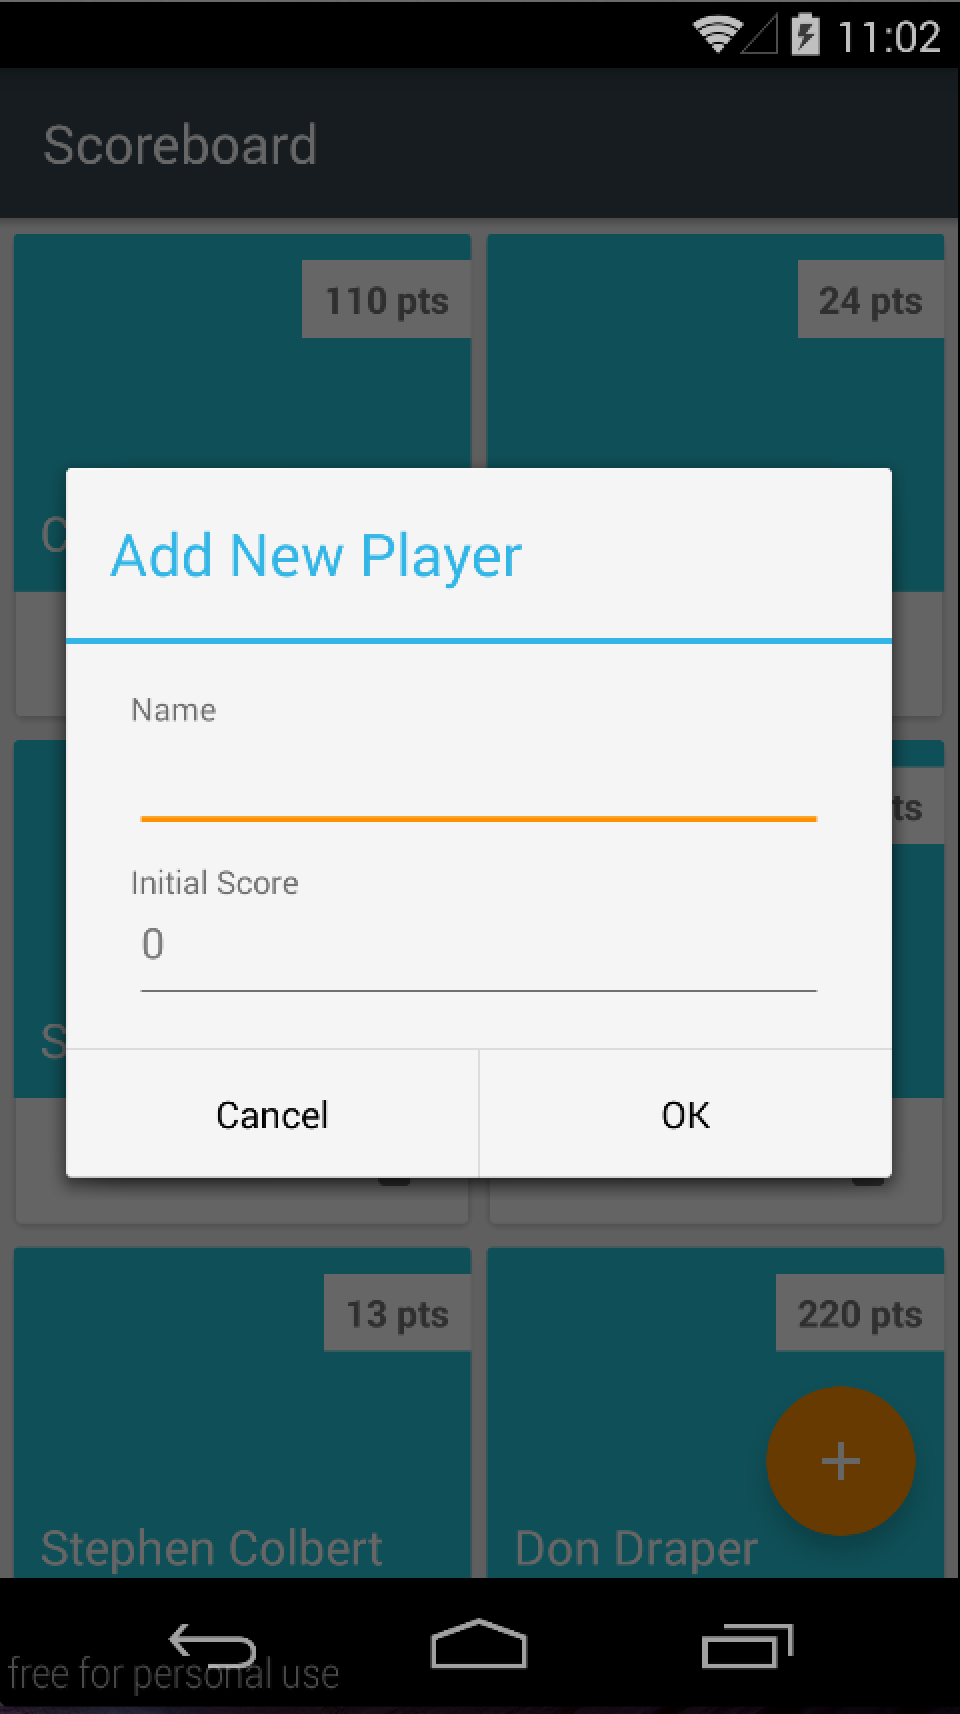 11:02
Scoreboard
110 pts
24 pts
C
Add New Player
Name
ts
Initial Score
0
S
Cancel
OK
13 pts
220 pts
+
Stephen Colbert
Don Draper
free for personal use